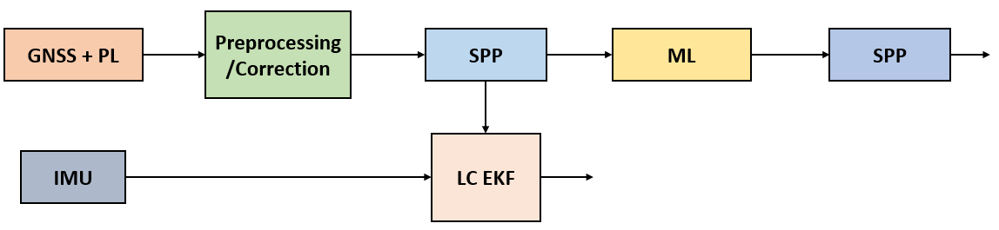 GNSS + PL
Preprocessing
/Correction
SPP
ML
SPP
IMU
LC EKF